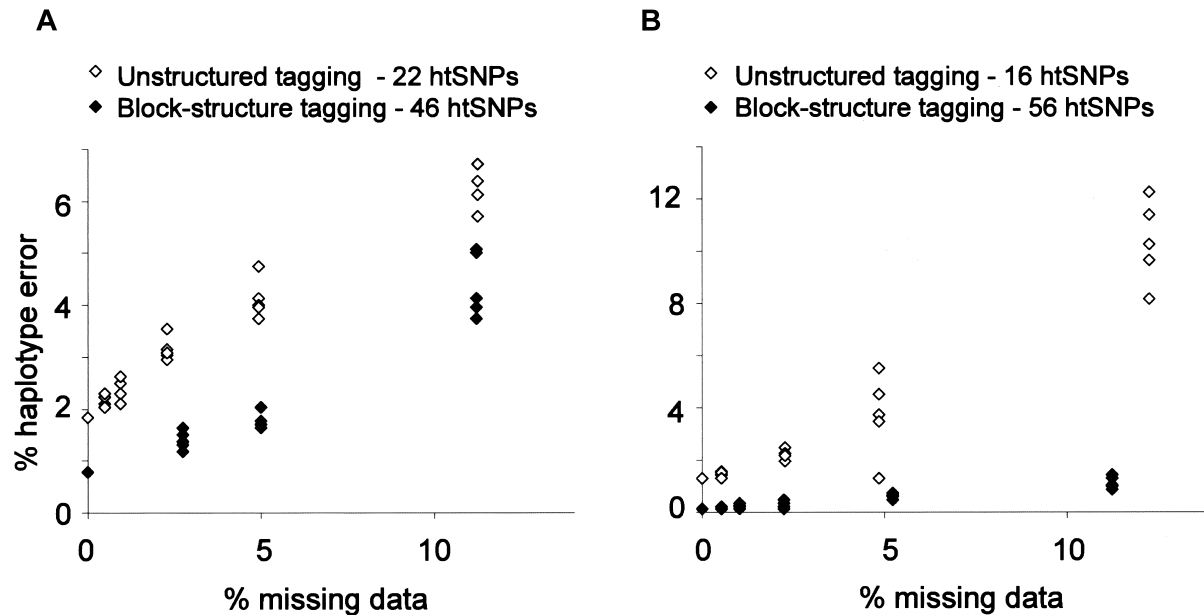 A
◇ Unstructured tagging - 22 htSNPs
◆ Block-structure tagging - 46 htSNPs
% haplotype error
6
4
2
0
0 5 10
% missing data
B
◇ Unstructured tagging - 16 htSNPs
◆ Block-structure tagging - 56 htSNPs
12
8
4
0
0 5 10
% missing data